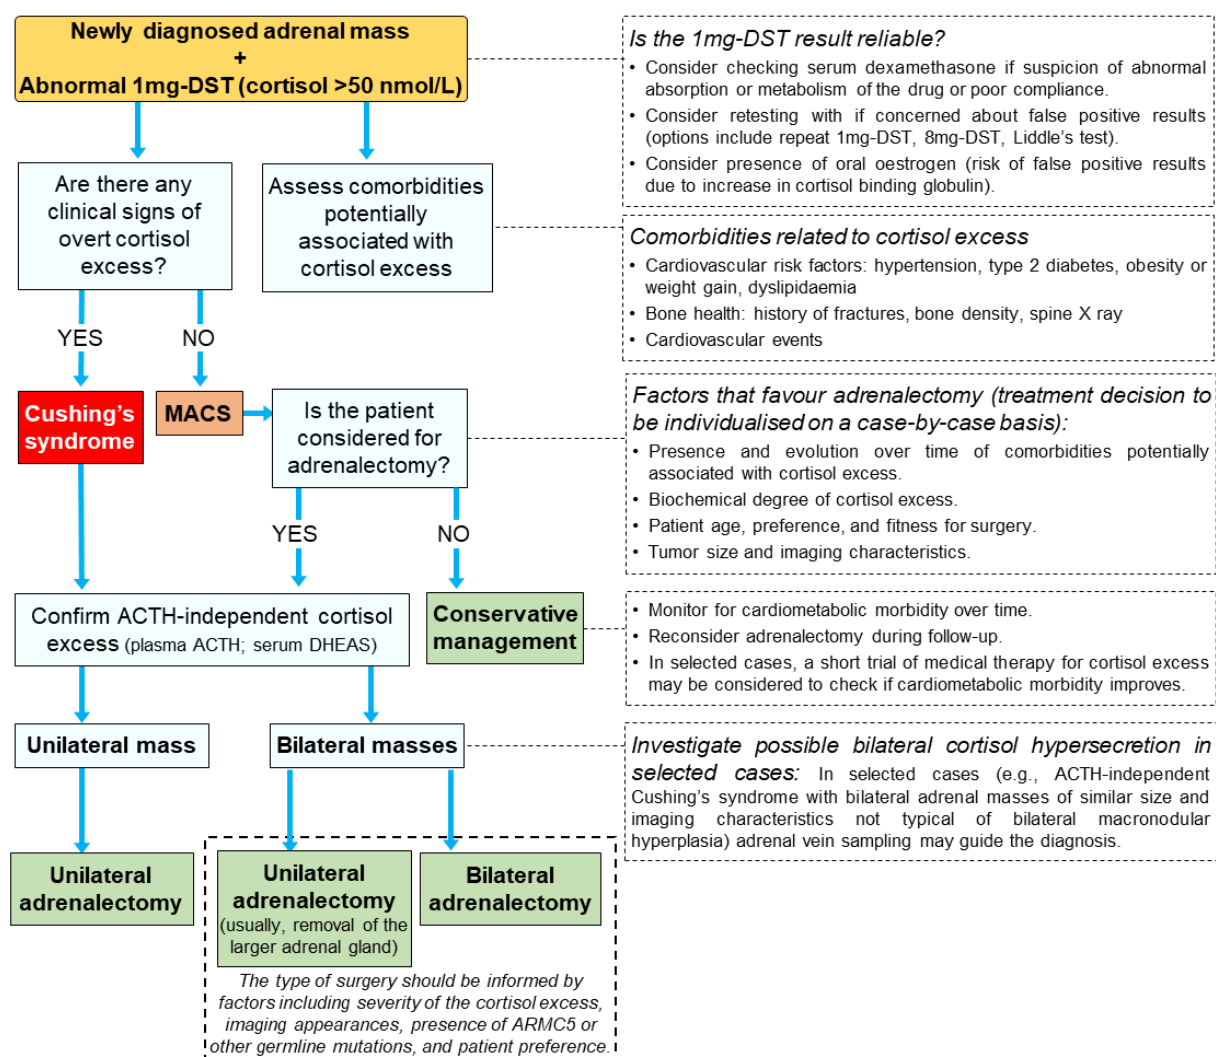 Newly diagnosed adrenal mass
+
Abnormal 1mg-DST (cortisol >50 nmol/L)
Is the 1mg-DST result reliable?
• Consider checking serum dexamethasone if suspicion of abnormal
absorption or metabolism of the drug or poor compliance.
• Consider retesting with if concerned about false positive results
(options include repeat 1mg-DST, 8mg-DST, Liddle's test).
• Consider presence of oral oestrogen (risk of false positive results
due to increase in cortisol binding globulin).
Are there any
clinical signs of
overt cortisol
excess?
Assess comorbidities
potentially
associated with
cortisol excess
Comorbidities related to cortisol excess
• Cardiovascular risk factors: hypertension, type 2 diabetes, obesity or
weight gain, dyslipidaemia
• Bone health: history of fractures, bone density, spine X ray
• Cardiovascular events
YES
NO
Cushing's
syndrome
MACS
Is the patient
considered for
adrenalectomy?
Factors that favour adrenalectomy (treatment decision to
be individualised on a case-by-case basis):
• Presence and evolution over time of comorbidities potentially
associated with cortisol excess.
• Biochemical degree of cortisol excess.
• Patient age, preference, and fitness for surgery.
• Tumor size and imaging characteristics.
YES
NO
Confirm ACTH-independent cortisol
excess (plasma ACTH; serum DHEAS)
Conservative
management
• Monitor for cardiometabolic morbidity over time.
• Reconsider adrenalectomy during follow-up.
• In selected cases, a short trial of medical therapy for cortisol excess
may be considered to check if cardiometabolic morbidity improves.
Unilateral mass
Bilateral masses
Investigate possible bilateral cortisol hypersecretion in
selected cases: In selected cases (e.g., ACTH-independent
Cushing's syndrome with bilateral adrenal masses of similar size and
imaging characteristics not typical of bilateral macronodular
hyperplasia) adrenal vein sampling may guide the diagnosis.
Unilateral
adrenalectomy
Unilateral
adrenalectomy
(usually, removal of the
larger adrenal gland)
Bilateral
adrenalectomy
The type of surgery should be informed by
factors including severity of the cortisol excess,
imaging appearances, presence of ARMC5 or
other germline mutations, and patient preference.